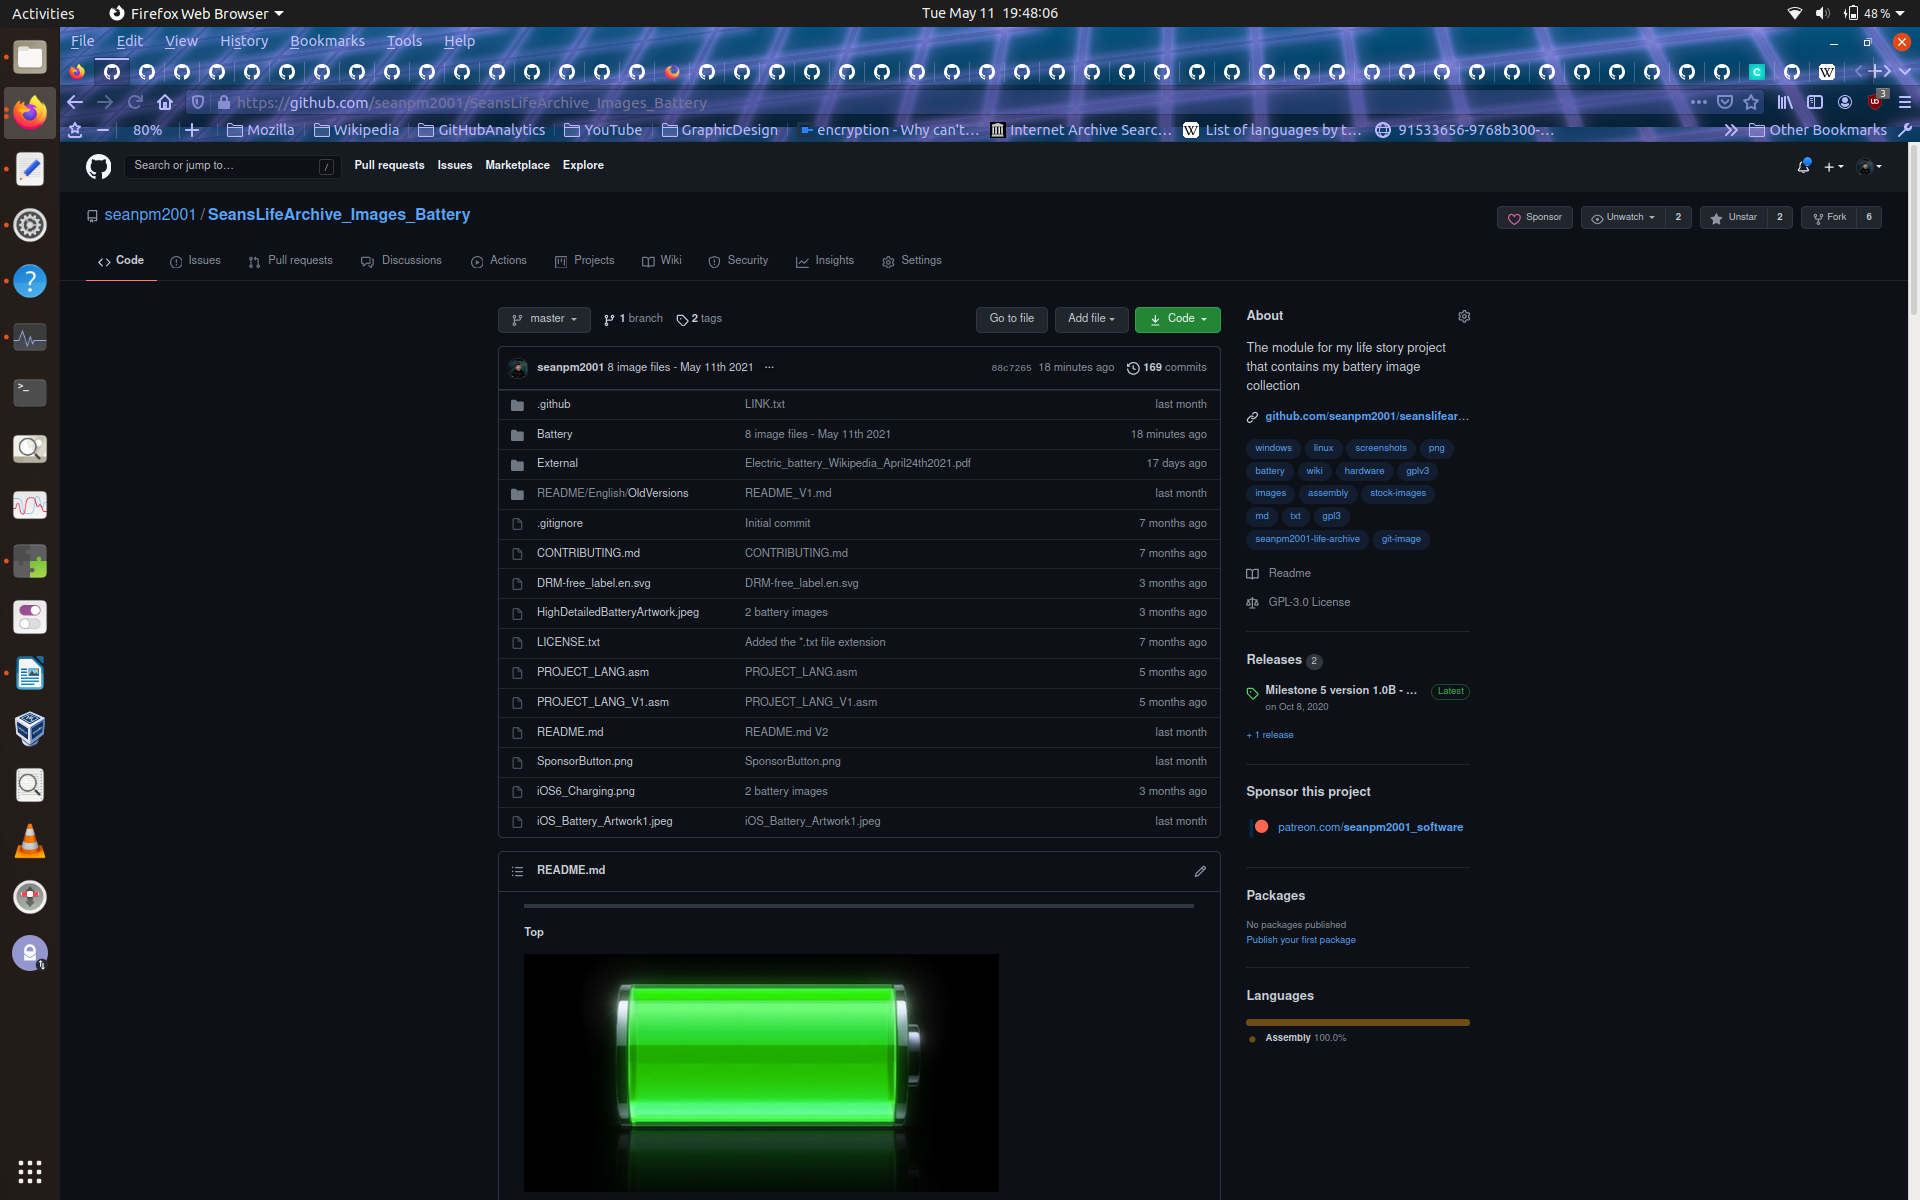 Activities Firefox Web Browser Tue May 11 19:48:06 48 %
File Edit View History Bookmarks Tools Help
https://github.com/seanpm2001/SeansLifeArchive_Images_Battery 3
80% Mozilla Wikipedia GitHubAnalytics YouTube GraphicDesign encryption - Why can't… Internet Archive Searc… List of languages by t… 91533656-9768b300-… Other Bookmarks
Search or jump to… / Pull requests Issues Marketplace Explore
seanpm2001 / SeansLifeArchive_Images_Battery Sponsor Unwatch 2 Unstar 2 Fork 6
Code Issues Pull requests Discussions Actions Projects Wiki Security Insights Settings
master 1 branch 2 tags Go to file Add file Code
seanpm2001 8 image files - May 11th 2021 ... 88c7265 18 minutes ago 169 commits
.github LINK.txt last month
Battery 8 image files - May 11th 2021 18 minutes ago
External Electric_battery_Wikipedia_April24th2021.pdf 17 days ago
README/English/OldVersions README_V1.md last month
.gitignore Initial commit 7 months ago
CONTRIBUTING.md CONTRIBUTING.md 7 months ago
DRM-free_label.en.svg DRM-free_label.en.svg 3 months ago
HighDetailedBatteryArtwork.jpeg 2 battery images 3 months ago
LICENSE.txt Added the *.txt file extension 7 months ago
PROJECT_LANG.asm PROJECT_LANG.asm 5 months ago
PROJECT_LANG_V1.asm PROJECT_LANG_V1.asm 5 months ago
README.md README.md V2 last month
SponsorButton.png SponsorButton.png last month
iOS6_Charging.png 2 battery images 3 months ago
iOS_Battery_Artwork1.jpeg iOS_Battery_Artwork1.jpeg last month
README.md
Top
About
The module for my life story project
that contains my battery image
collection
github.com/seanpm2001/seanslifear…
windows linux screenshots png
battery wiki hardware gplv3
images assembly stock-images
md txt gpl3
seanpm2001-life-archive git-image
Readme
GPL-3.0 License
Releases 2
Milestone 5 version 1.0B - … Latest
on Oct 8, 2020
+ 1 release
Sponsor this project
patreon.com/seanpm2001_software
Packages
No packages published
Publish your first package
Languages
Assembly 100.0%